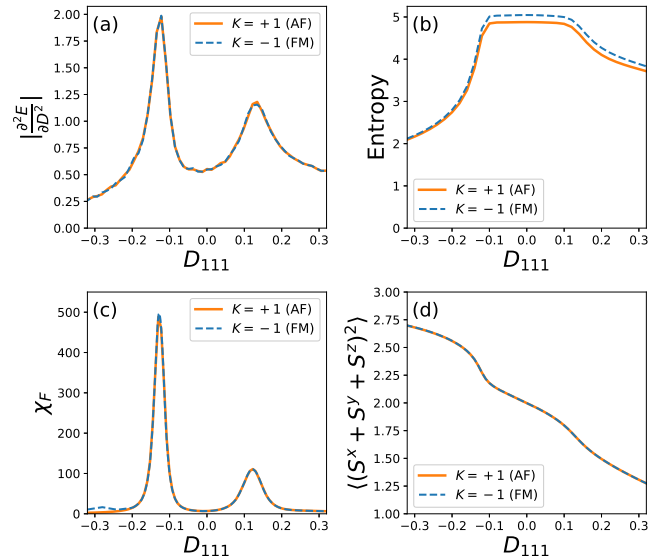 (a)
K = +1 (AF)
K = −1 (FM)
|∂²E/∂D²|
2.00
1.75
1.50
1.25
1.00
0.75
0.50
0.25
0.00
−0.3 −0.2 −0.1 0.0 0.1 0.2 0.3
D₁₁₁
(b)
Entropy
5
4
3
2
1
0
K = +1 (AF)
K = −1 (FM)
−0.3 −0.2 −0.1 0.0 0.1 0.2 0.3
D₁₁₁
(c)
K = +1 (AF)
K = −1 (FM)
χ_F
500
400
300
200
100
0
−0.3 −0.2 −0.1 0.0 0.1 0.2 0.3
D₁₁₁
(d)
⟨(Sˣ + Sʸ + Sᶻ)²⟩
3.00
2.75
2.50
2.25
2.00
1.75
1.50
1.25
1.00
K = +1 (AF)
K = −1 (FM)
−0.3 −0.2 −0.1 0.0 0.1 0.2 0.3
D₁₁₁